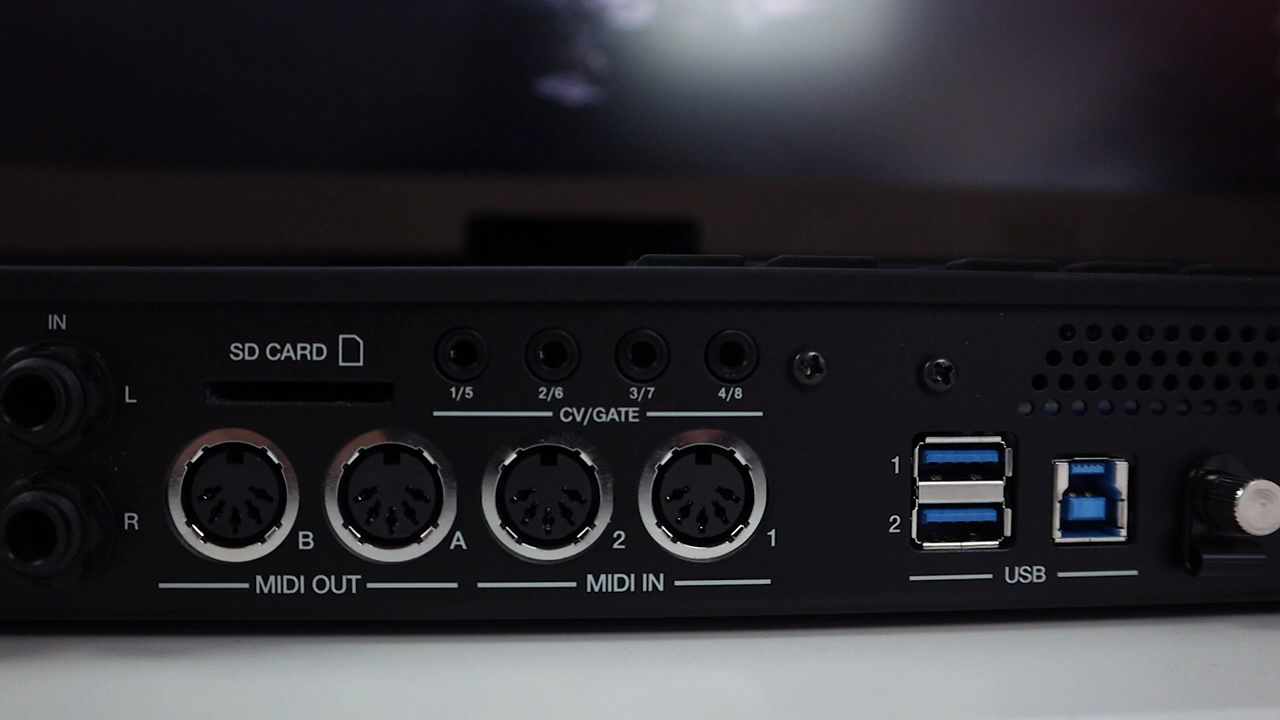 IN
L
R
SD CARD
1/5 2/6 3/7 4/8
CV/GATE
B A 2 1
MIDI OUT MIDI IN
1
2
USB